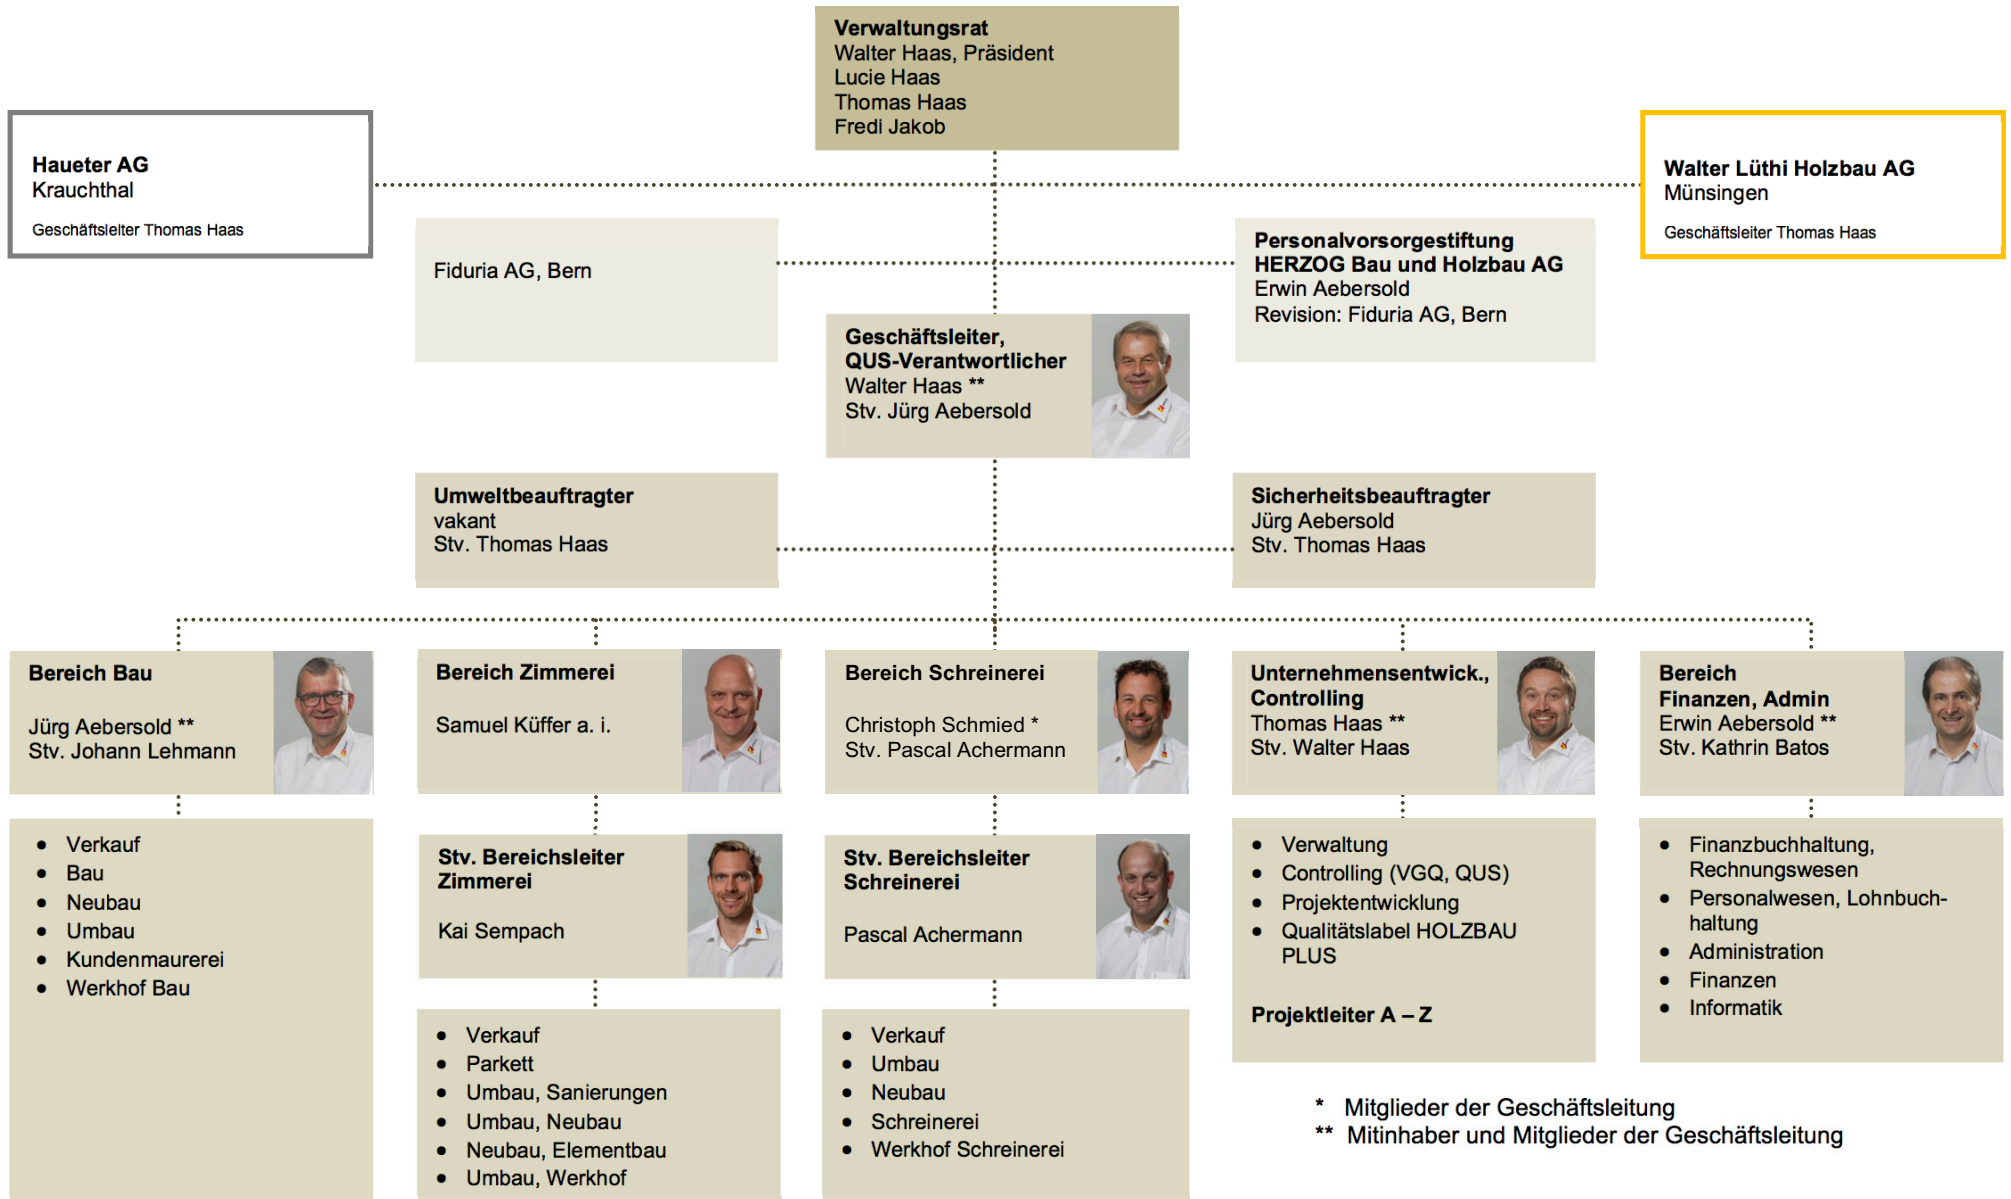 Verwaltungsrat
Walter Haas, Präsident
Lucie Haas
Thomas Haas
Fredi Jakob
Haueter AG
Krauchthal
Geschäftsleiter Thomas Haas
Walter Lüthi Holzbau AG
Münsingen
Geschäftsleiter Thomas Haas
Fiduria AG, Bern
Personalvorsorgestiftung
HERZOG Bau und Holzbau AG
Erwin Aebersold
Revision: Fiduria AG, Bern
Geschäftsleiter,
QUS-Verantwortlicher
Walter Haas **
Stv. Jürg Aebersold
Umweltbeauftragter
vakant
Stv. Thomas Haas
Sicherheitsbeauftragter
Jürg Aebersold
Stv. Thomas Haas
Bereich Bau
Jürg Aebersold **
Stv. Johann Lehmann
Bereich Zimmerei
Samuel Küffer a. i.
Bereich Schreinerei
Christoph Schmied *
Stv. Pascal Achermann
Unternehmensentwick.,
Controlling
Thomas Haas **
Stv. Walter Haas
Bereich
Finanzen, Admin
Erwin Aebersold **
Stv. Kathrin Batos
● Verkauf
● Bau
● Neubau
● Umbau
● Kundenmaurerei
● Werkhof Bau
Stv. Bereichsleiter
Zimmerei
Kai Sempach
● Verkauf
● Parkett
● Umbau, Sanierungen
● Umbau, Neubau
● Neubau, Elementbau
● Umbau, Werkhof
Stv. Bereichsleiter
Schreinerei
Pascal Achermann
● Verkauf
● Umbau
● Neubau
● Schreinerei
● Werkhof Schreinerei
● Verwaltung
● Controlling (VGQ, QUS)
● Projektentwicklung
● Qualitätslabel HOLZBAU
PLUS
Projektleiter A – Z
● Finanzbuchhaltung,
Rechnungswesen
● Personalwesen, Lohnbuch-
haltung
● Administration
● Finanzen
● Informatik
* Mitglieder der Geschäftsleitung
** Mitinhaber und Mitglieder der Geschäftsleitung